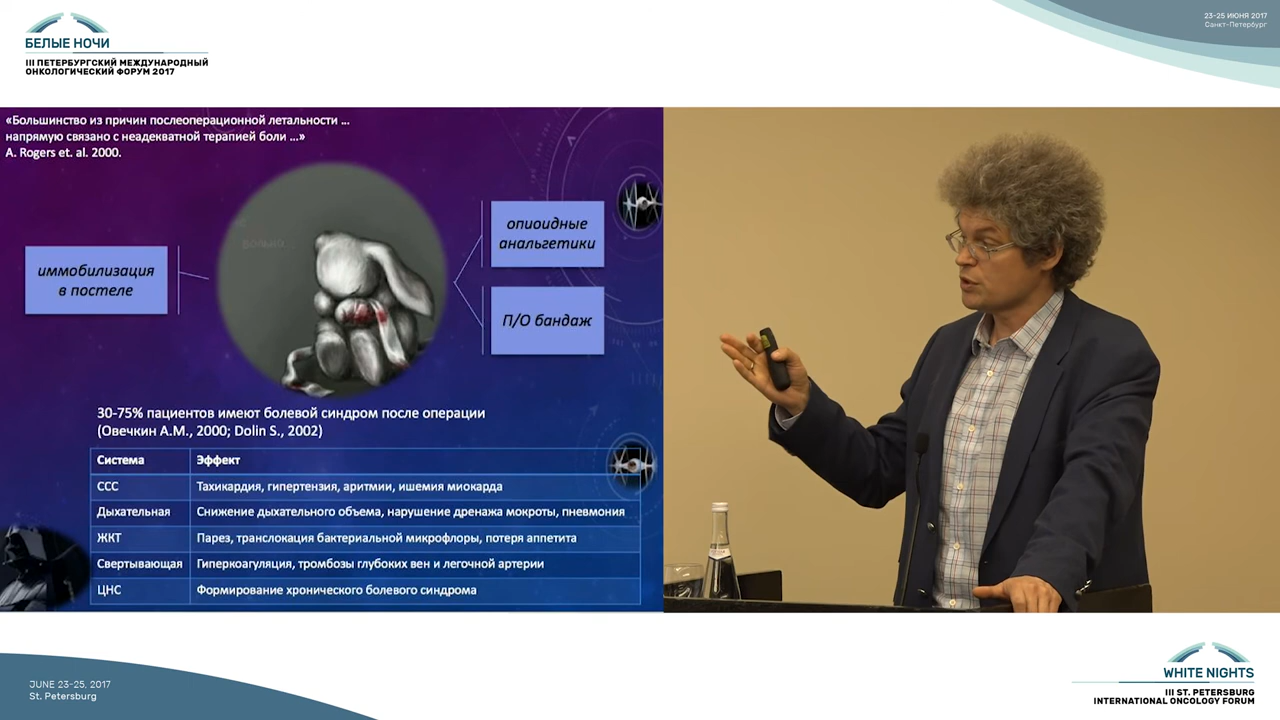 БЕЛЫЕ НОЧИ
III ПЕТЕРБУРГСКИЙ МЕЖДУНАРОДНЫЙ
ОНКОЛОГИЧЕСКИЙ ФОРУМ 2017
23-25 ИЮНЯ 2017
Санкт-Петербург
«Большинство из причин послеоперационной летальности ...
напрямую связано с неадекватной терапией боли ...»
A. Rogers et. al. 2000.
иммобилизация
в постеле
опиоидные
анальгетики
П/О бандаж
30-75% пациентов имеют болевой синдром после операции
(Овечкин А.М., 2000; Dolin S., 2002)
Система Эффект
ССС Тахикардия, гипертензия, аритмии, ишемия миокарда
Дыхательная Снижение дыхательного объема, нарушение дренажа мокроты, пневмония
ЖКТ Парез, транслокация бактериальной микрофлоры, потеря аппетита
Свертывающая Гиперкоагуляция, тромбозы глубоких вен и легочной артерии
ЦНС Формирование хронического болевого синдрома
JUNE 23-25, 2017
St. Petersburg
WHITE NIGHTS
III ST. PETERSBURG
INTERNATIONAL ONCOLOGY FORUM